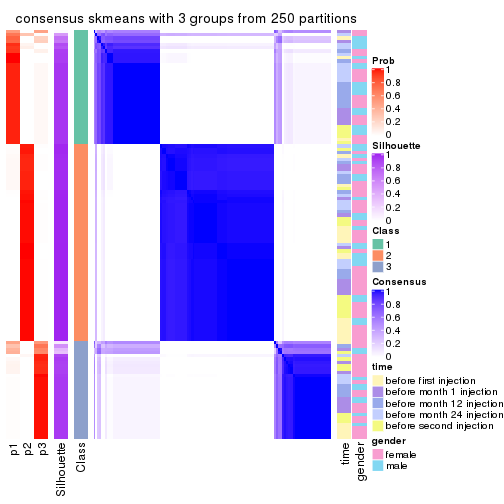 consensus skmeans with 3 groups from 250 partitions
Prob
1
0.8
0.6
0.4
0.2
0
Silhouette
1
0.8
0.6
0.4
0.2
0
Class
1
2
3
Consensus
1
0.8
0.6
0.4
0.2
0
time
before first injection
before month 1 injection
before month 12 injection
before month 24 injection
before second injection
gender
female
male
p1
p2
p3
Silhouette
Class
time
gender